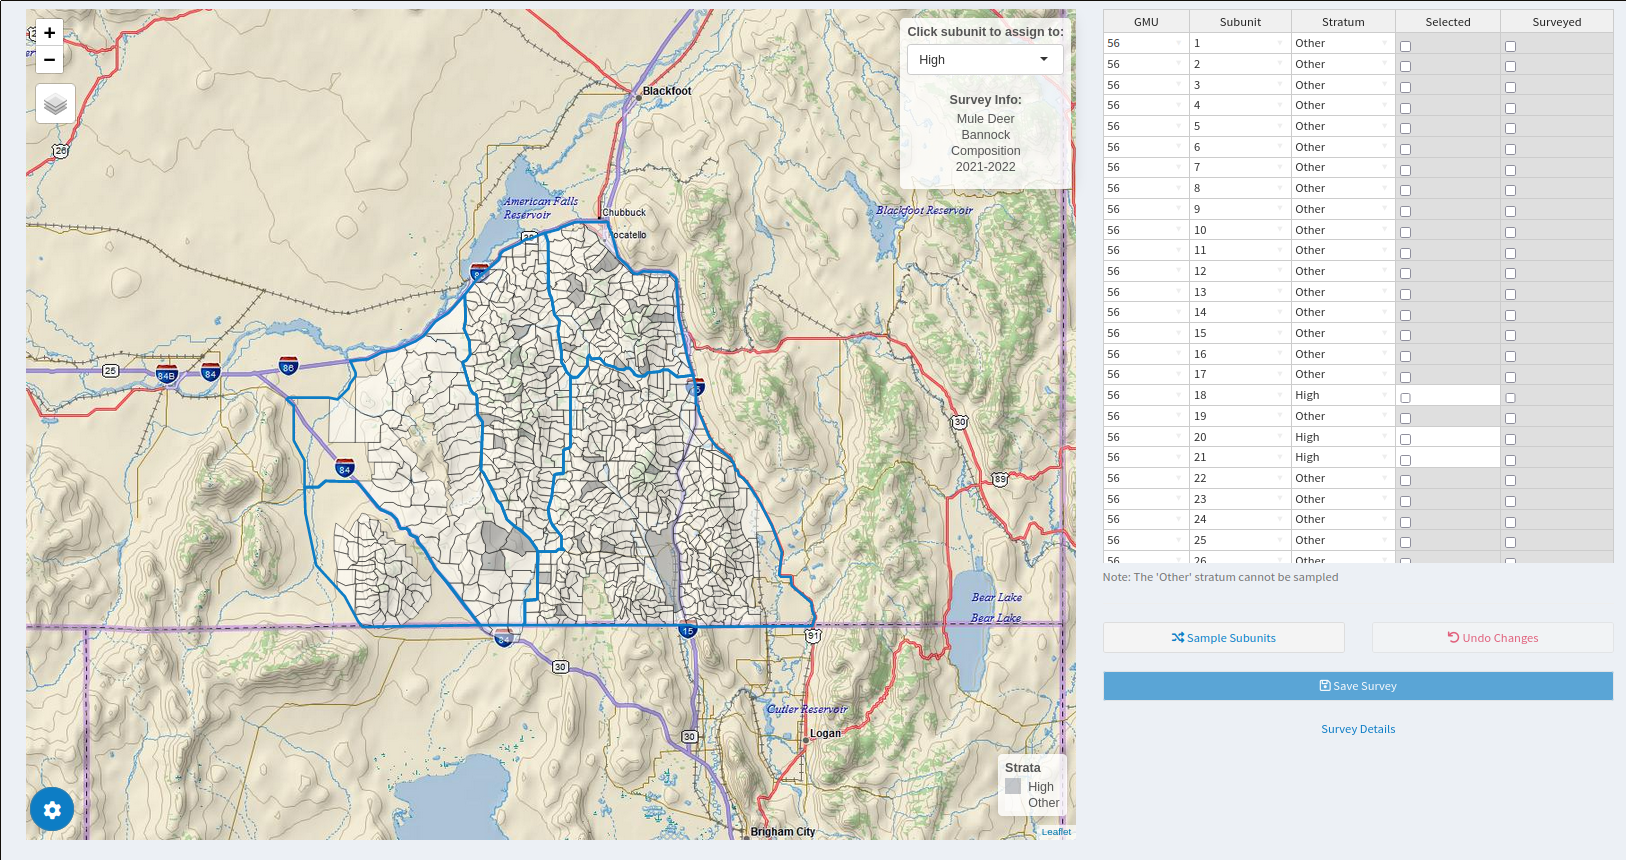 +
−
Click subunit to assign to:
High
Survey Info:
Mule Deer
Bannock
Composition
2021-2022
Blackfoot
26
American Falls
Reservoir
Chubbuck
Blackfoot Reservoir
86
25
84B
84
86
30
84
89
Bear Lake
Bear Lake
15
91
84
30
Cutler Reservoir
30
Logan
Strata
High
Other
Brigham City
Leaflet
GMU Subunit Stratum Selected Surveyed
56 1 Other
56 2 Other
56 3 Other
56 4 Other
56 5 Other
56 6 Other
56 7 Other
56 8 Other
56 9 Other
56 10 Other
56 11 Other
56 12 Other
56 13 Other
56 14 Other
56 15 Other
56 16 Other
56 17 Other
56 18 High
56 19 Other
56 20 High
56 21 High
56 22 Other
56 23 Other
56 24 Other
56 25 Other
56 26 Other
Note: The 'Other' stratum cannot be sampled
Sample Subunits
Undo Changes
Save Survey
Survey Details